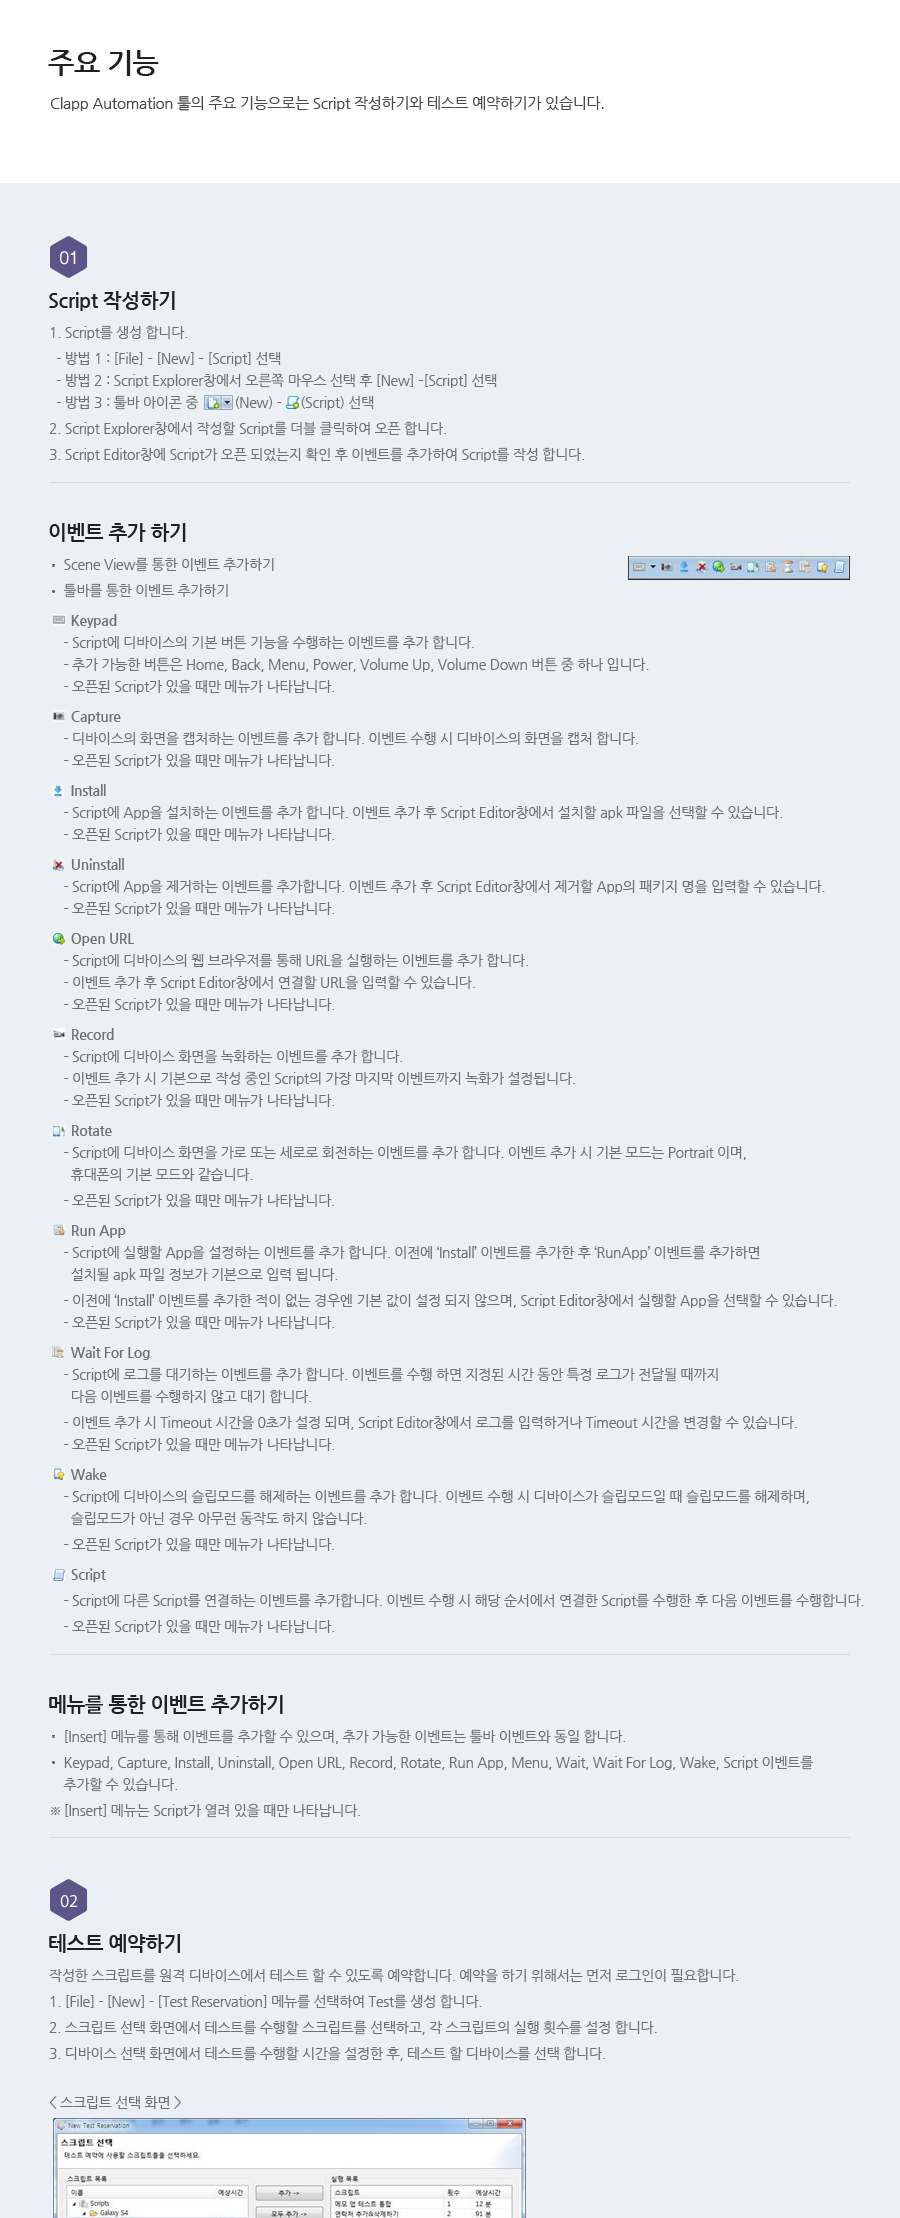 주요 기능
Clapp Automation 툴의 주요 기능으로는 Script 작성하기와 테스트 예약하기가 있습니다.
01
Script 작성하기
1. Script를 생성 합니다.
- 방법 1 : [File] - [New] - [Script] 선택
- 방법 2 : Script Explorer창에서 오른쪽 마우스 선택 후 [New] -[Script] 선택
- 방법 3 : 툴바 아이콘 중 (New) - (Script) 선택
2. Script Explorer창에서 작성할 Script를 더블 클릭하여 오픈 합니다.
3. Script Editor창에 Script가 오픈 되었는지 확인 후 이벤트를 추가하여 Script를 작성 합니다.
이벤트 추가 하기
• Scene View를 통한 이벤트 추가하기
• 툴바를 통한 이벤트 추가하기
Keypad
- Script에 디바이스의 기본 버튼 기능을 수행하는 이벤트를 추가 합니다.
- 추가 가능한 버튼은 Home, Back, Menu, Power, Volume Up, Volume Down 버튼 중 하나 입니다.
- 오픈된 Script가 있을 때만 메뉴가 나타납니다.
Capture
- 디바이스의 화면을 캡처하는 이벤트를 추가 합니다. 이벤트 수행 시 디바이스의 화면을 캡처 합니다.
- 오픈된 Script가 있을 때만 메뉴가 나타납니다.
Install
- Script에 App을 설치하는 이벤트를 추가 합니다. 이벤트 추가 후 Script Editor창에서 설치할 apk 파일을 선택할 수 있습니다.
- 오픈된 Script가 있을 때만 메뉴가 나타납니다.
Uninstall
- Script에 App을 제거하는 이벤트를 추가합니다. 이벤트 추가 후 Script Editor창에서 제거할 App의 패키지 명을 입력할 수 있습니다.
- 오픈된 Script가 있을 때만 메뉴가 나타납니다.
Open URL
- Script에 디바이스의 웹 브라우저를 통해 URL을 실행하는 이벤트를 추가 합니다.
- 이벤트 추가 후 Script Editor창에서 연결할 URL을 입력할 수 있습니다.
- 오픈된 Script가 있을 때만 메뉴가 나타납니다.
Record
- Script에 디바이스 화면을 녹화하는 이벤트를 추가 합니다.
- 이벤트 추가 시 기본으로 작성 중인 Script의 가장 마지막 이벤트까지 녹화가 설정됩니다.
- 오픈된 Script가 있을 때만 메뉴가 나타납니다.
Rotate
- Script에 디바이스 화면을 가로 또는 세로로 회전하는 이벤트를 추가 합니다. 이벤트 추가 시 기본 모드는 Portrait 이며,
휴대폰의 기본 모드와 같습니다.
- 오픈된 Script가 있을 때만 메뉴가 나타납니다.
Run App
- Script에 실행할 App을 설정하는 이벤트를 추가 합니다. 이전에 ‘Install’ 이벤트를 추가한 후 ‘RunApp’ 이벤트를 추가하면
설치될 apk 파일 정보가 기본으로 입력 됩니다.
- 이전에 ‘Install’ 이벤트를 추가한 적이 없는 경우엔 기본 값이 설정 되지 않으며, Script Editor창에서 실행할 App을 선택할 수 있습니다.
- 오픈된 Script가 있을 때만 메뉴가 나타납니다.
Wait For Log
- Script에 로그를 대기하는 이벤트를 추가 합니다. 이벤트를 수행 하면 지정된 시간 동안 특정 로그가 전달될 때까지
다음 이벤트를 수행하지 않고 대기 합니다.
- 이벤트 추가 시 Timeout 시간을 0초가 설정 되며, Script Editor창에서 로그를 입력하거나 Timeout 시간을 변경할 수 있습니다.
- 오픈된 Script가 있을 때만 메뉴가 나타납니다.
Wake
- Script에 디바이스의 슬립모드를 해제하는 이벤트를 추가 합니다. 이벤트 수행 시 디바이스가 슬립모드일 때 슬립모드를 해제하며,
슬립모드가 아닌 경우 아무런 동작도 하지 않습니다.
- 오픈된 Script가 있을 때만 메뉴가 나타납니다.
Script
- Script에 다른 Script를 연결하는 이벤트를 추가합니다. 이벤트 수행 시 해당 순서에서 연결한 Script를 수행한 후 다음 이벤트를 수행합니다.
- 오픈된 Script가 있을 때만 메뉴가 나타납니다.
메뉴를 통한 이벤트 추가하기
• [Insert] 메뉴를 통해 이벤트를 추가할 수 있으며, 추가 가능한 이벤트는 툴바 이벤트와 동일 합니다.
• Keypad, Capture, Install, Uninstall, Open URL, Record, Rotate, Run App, Menu, Wait, Wait For Log, Wake, Script 이벤트를
추가할 수 있습니다.
※ [Insert] 메뉴는 Script가 열려 있을 때만 나타납니다.
02
테스트 예약하기
작성한 스크립트를 원격 디바이스에서 테스트 할 수 있도록 예약합니다. 예약을 하기 위해서는 먼저 로그인이 필요합니다.
1. [File] - [New] - [Test Reservation] 메뉴를 선택하여 Test를 생성 합니다.
2. 스크립트 선택 화면에서 테스트를 수행할 스크립트를 선택하고, 각 스크립트의 실행 횟수를 설정 합니다.
3. 디바이스 선택 화면에서 테스트를 수행할 시간을 설정한 후, 테스트 할 디바이스를 선택 합니다.
< 스크립트 선택 화면 >
New Test Reservation
스크립트 선택
테스트 예약에 사용할 스크립트들을 선택하세요.
스크립트 목록 실행 목록
이름 예상시간 추가 -> 스크립트 횟수 예상시간
Scripts 메모 앱 테스트 통합 1 12 분
Galaxy S4 모두 추가 -> 연락처 추가&삭제하기 2 91 분